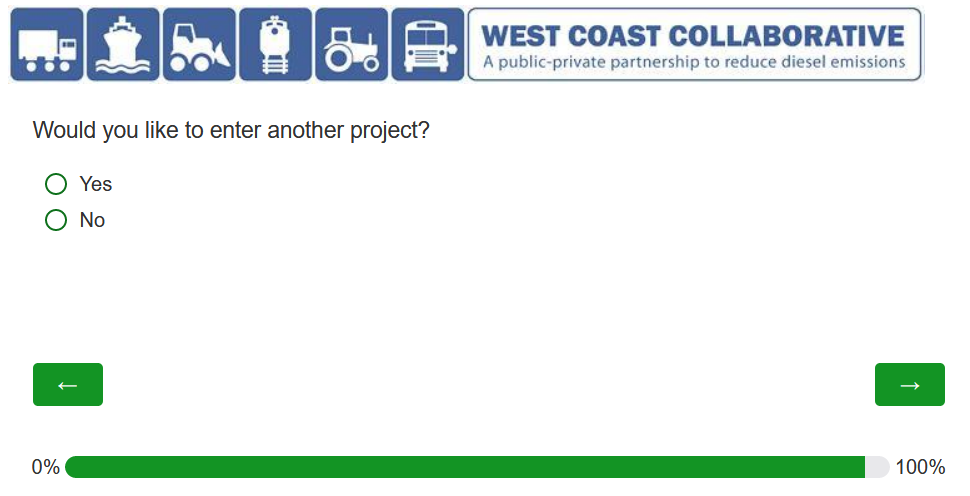 WEST COAST COLLABORATIVE
A public-private partnership to reduce diesel emissions
Would you like to enter another project?
Yes
No
← →
0% 100%